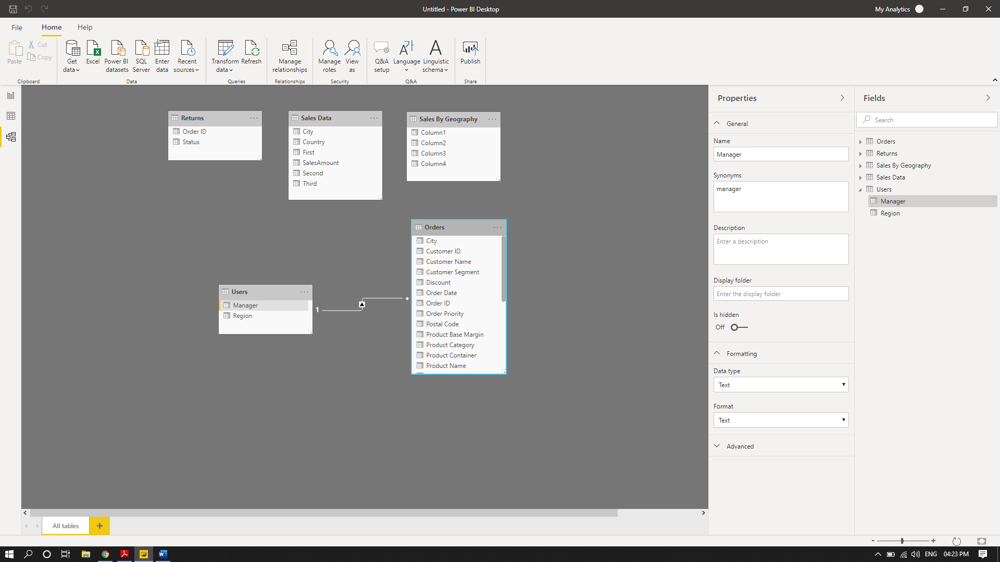 Untitled - Power BI Desktop
My Analytics
File
Home
Help
Paste
Cut
Copy
Clipboard
Get data
Excel
Power BI datasets
SQL Server
Enter data
Recent sources
Data
Transform data
Refresh
Queries
Manage relationships
Relationships
Manage roles
View as
Security
Q&A setup
Language
Linguistic schema
Q&A
Publish
Share
Returns
Order ID
Status
Sales Data
City
Country
First
SalesAmount
Second
Third
Sales By Geography
Column1
Column2
Column3
Column4
Users
Manager
Region
1
*
Orders
City
Customer ID
Customer Name
Customer Segment
Discount
Order Date
Order ID
Order Priority
Postal Code
Product Base Margin
Product Category
Product Container
Product Name
Properties
General
Name
Manager
Synonyms
manager
Description
Enter a description
Display folder
Enter the display folder
Is hidden
Off
Formatting
Data type
Text
Format
Text
Advanced
Fields
Search
Orders
Returns
Sales By Geography
Sales Data
Users
Manager
Region
All tables
ENG
04:23 PM